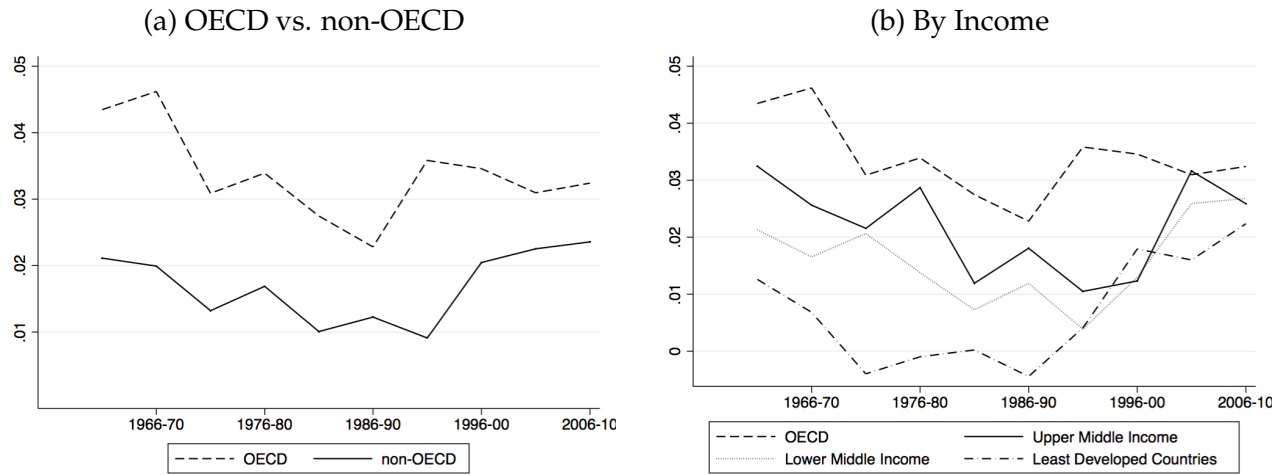 (a) OECD vs. non-OECD
.05
.04
.03
.02
.01
1966-70 1976-80 1986-90 1996-00 2006-10
OECD non-OECD
(b) By Income
.05
.04
.03
.02
.01
0
1966-70 1976-80 1986-90 1996-00 2006-10
OECD Upper Middle Income
Lower Middle Income Least Developed Countries